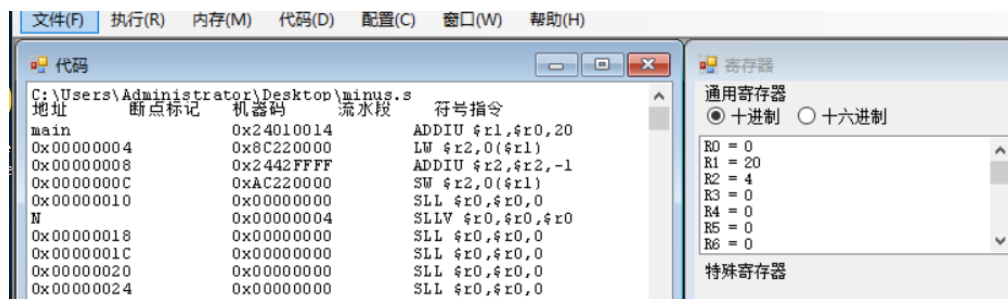 文件(F) 执行(R) 内存(M) 代码(D) 配置(C) 窗口(W) 帮助(H)
代码
C:\Users\Administrator\Desktop\minus.s
地址 断点标记 机器码 流水段 符号指令
main 0x24010014 ADDIU $r1,$r0,20
0x00000004 0x8C220000 LW $r2,0($r1)
0x00000008 0x2442FFFF ADDIU $r2,$r2,-1
0x0000000C 0xAC220000 SW $r2,0($r1)
0x00000010 0x00000000 SLL $r0,$r0,0
N 0x00000004 SLLV $r0,$r0,$r0
0x00000018 0x00000000 SLL $r0,$r0,0
0x0000001C 0x00000000 SLL $r0,$r0,0
0x00000020 0x00000000 SLL $r0,$r0,0
0x00000024 0x00000000 SLL $r0,$r0,0
寄存器
通用寄存器
十进制 十六进制
R0 = 0
R1 = 20
R2 = 4
R3 = 0
R4 = 0
R5 = 0
R6 = 0
特殊寄存器